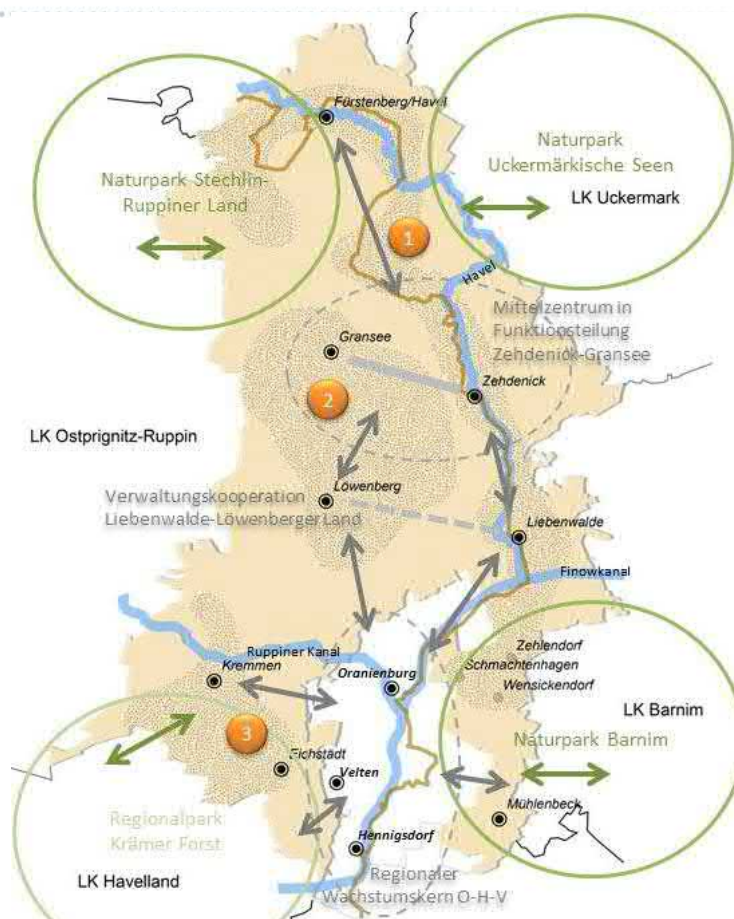 Fürstenberg/Havel
Naturpark
Uckermärkische Seen
LK Uckermark
Naturpark Stechlin-
Ruppiner Land
1
Havel
Mittelzentrum in
Funktionsteilung
Zehdenick-Gransee
Gransee
Zehdenick
2
LK Ostprignitz-Ruppin
Löwenberg
Verwaltungskooperation
Liebenwalde-Löwenberger Land
Liebenwalde
Finowkanal
Ruppiner Kanal
Kremmen
Oranienburg
Zehlendorf
Schmachtenhagen
Wensickendorf
LK Barnim
Naturpark Barnim
3
Eichstädt
Velten
Mühlenbeck
Regionalpark
Krämer Forst
Hennigsdorf
LK Havelland
Regionaler
Wachstumskern O-H-V